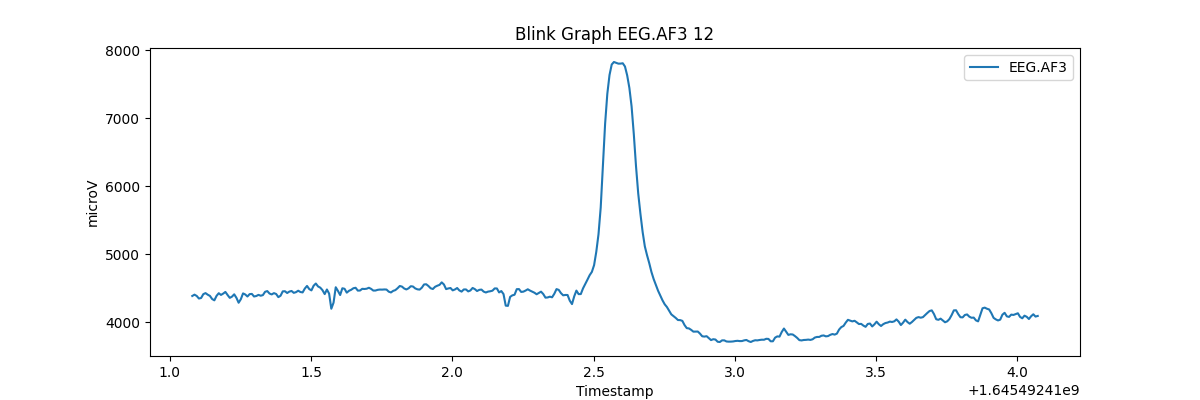 Blink Graph EEG.AF3 12
EEG.AF3
8000
7000
6000
5000
4000
microV
1.0 1.5 2.0 2.5 3.0 3.5 4.0
Timestamp
+1.64549241e9